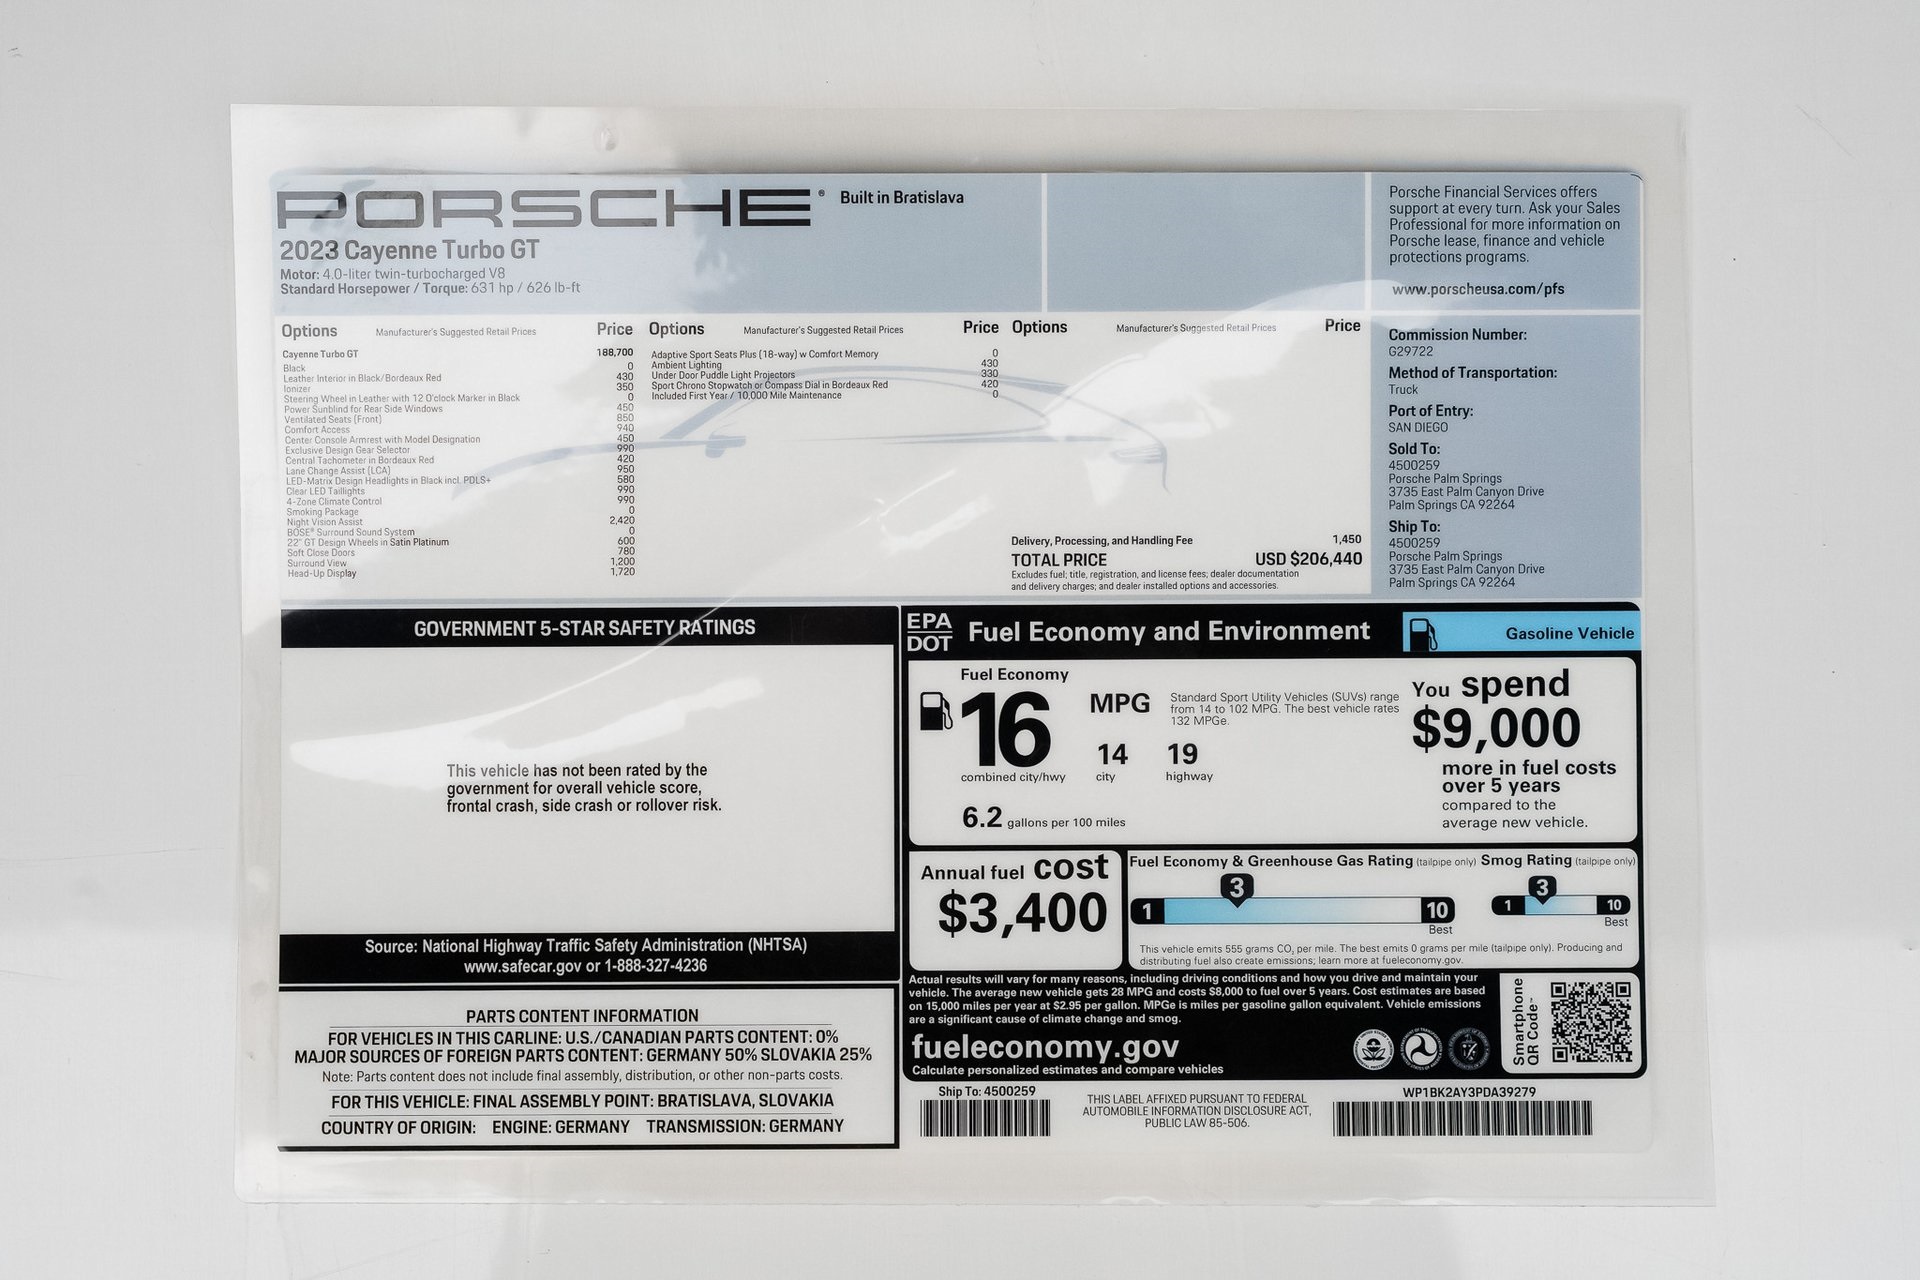 PORSCHE® Built in Bratislava
2023 Cayenne Turbo GT
Motor: 4.0-liter twin-turbocharged V8
Standard Horsepower / Torque: 631 hp / 626 lb-ft
Porsche Financial Services offers
support at every turn. Ask your Sales
Professional for more information on
Porsche lease, finance and vehicle
protections programs.
www.porscheusa.com/pfs
Options Manufacturer's Suggested Retail Prices Price
Cayenne Turbo GT 188,700
Black 0
Leather Interior in Black/Bordeaux Red 430
Ionizer 350
Steering Wheel in Leather with 12 O'clock Marker in Black 0
Power Sunblind for Rear Side Windows 450
Ventilated Seats (Front) 850
Comfort Access 940
Center Console Armrest with Model Designation 450
Exclusive Design Gear Selector 990
Central Tachometer in Bordeaux Red 420
Lane Change Assist (LCA) 950
LED-Matrix Design Headlights in Black incl. PDLS+ 580
Clear LED Taillights 990
4-Zone Climate Control 990
Smoking Package 0
Night Vision Assist 2,420
BOSE® Surround Sound System 0
22" GT Design Wheels in Satin Platinum 600
Soft Close Doors 780
Surround View 1,200
Head-Up Display 1,720
Options Manufacturer's Suggested Retail Prices Price
Adaptive Sport Seats Plus (18-way) w Comfort Memory 0
Ambient Lighting 430
Under Door Puddle Light Projectors 330
Sport Chrono Stopwatch or Compass Dial in Bordeaux Red 420
Included First Year / 10,000 Mile Maintenance 0
Options Manufacturer's Suggested Retail Prices Price
Delivery, Processing, and Handling Fee 1,450
TOTAL PRICE USD $206,440
Excludes fuel; title, registration, and license fees; dealer documentation
and delivery charges; and dealer installed options and accessories.
Commission Number:
G29722
Method of Transportation:
Truck
Port of Entry:
SAN DIEGO
Sold To:
4500259
Porsche Palm Springs
3735 East Palm Canyon Drive
Palm Springs CA 92264
Ship To:
4500259
Porsche Palm Springs
3735 East Palm Canyon Drive
Palm Springs CA 92264
GOVERNMENT 5-STAR SAFETY RATINGS
This vehicle has not been rated by the
government for overall vehicle score,
frontal crash, side crash or rollover risk.
Source: National Highway Traffic Safety Administration (NHTSA)
www.safecar.gov or 1-888-327-4236
PARTS CONTENT INFORMATION
FOR VEHICLES IN THIS CARLINE: U.S./CANADIAN PARTS CONTENT: 0%
MAJOR SOURCES OF FOREIGN PARTS CONTENT: GERMANY 50% SLOVAKIA 25%
Note: Parts content does not include final assembly, distribution, or other non-parts costs.
FOR THIS VEHICLE: FINAL ASSEMBLY POINT: BRATISLAVA, SLOVAKIA
COUNTRY OF ORIGIN: ENGINE: GERMANY TRANSMISSION: GERMANY
EPA
DOT
Fuel Economy and Environment
Gasoline Vehicle
Fuel Economy
16 MPG
combined city/hwy
14
city
19
highway
6.2 gallons per 100 miles
Standard Sport Utility Vehicles (SUVs) range
from 14 to 102 MPG. The best vehicle rates
132 MPGe.
You spend
$9,000
more in fuel costs
over 5 years
compared to the
average new vehicle.
Annual fuel cost
$3,400
Fuel Economy & Greenhouse Gas Rating (tailpipe only)
3
1 10
Best
Smog Rating (tailpipe only)
3
1 10
Best
This vehicle emits 555 grams CO2 per mile. The best emits 0 grams per mile (tailpipe only). Producing and
distributing fuel also create emissions; learn more at fueleconomy.gov.
Actual results will vary for many reasons, including driving conditions and how you drive and maintain your
vehicle. The average new vehicle gets 28 MPG and costs $8,000 to fuel over 5 years. Cost estimates are based
on 15,000 miles per year at $2.95 per gallon. MPGe is miles per gasoline gallon equivalent. Vehicle emissions
are a significant cause of climate change and smog.
fueleconomy.gov
Calculate personalized estimates and compare vehicles
Smartphone
QR Code™
Ship To: 4500259
THIS LABEL AFFIXED PURSUANT TO FEDERAL
AUTOMOBILE INFORMATION DISCLOSURE ACT,
PUBLIC LAW 85-506.
WP1BK2AY3PDA39279